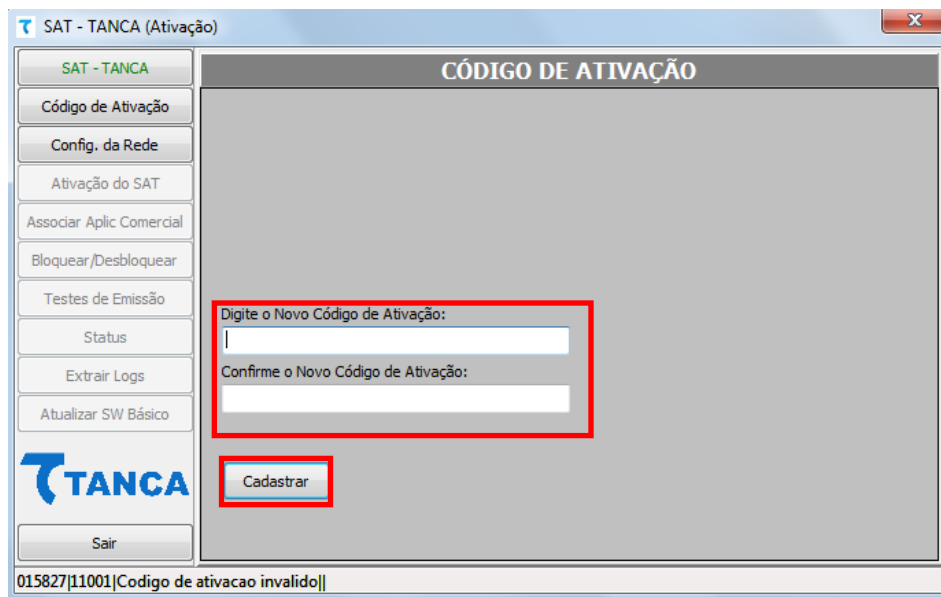 SAT - TANCA (Ativação)
SAT - TANCA
Código de Ativação
Config. da Rede
Ativação do SAT
Associar Aplic Comercial
Bloquear/Desbloquear
Testes de Emissão
Status
Extrair Logs
Atualizar SW Básico
TANCA
Sair
CÓDIGO DE ATIVAÇÃO
Digite o Novo Código de Ativação:
Confirme o Novo Código de Ativação:
Cadastrar
015827|11001|Codigo de ativacao invalido||